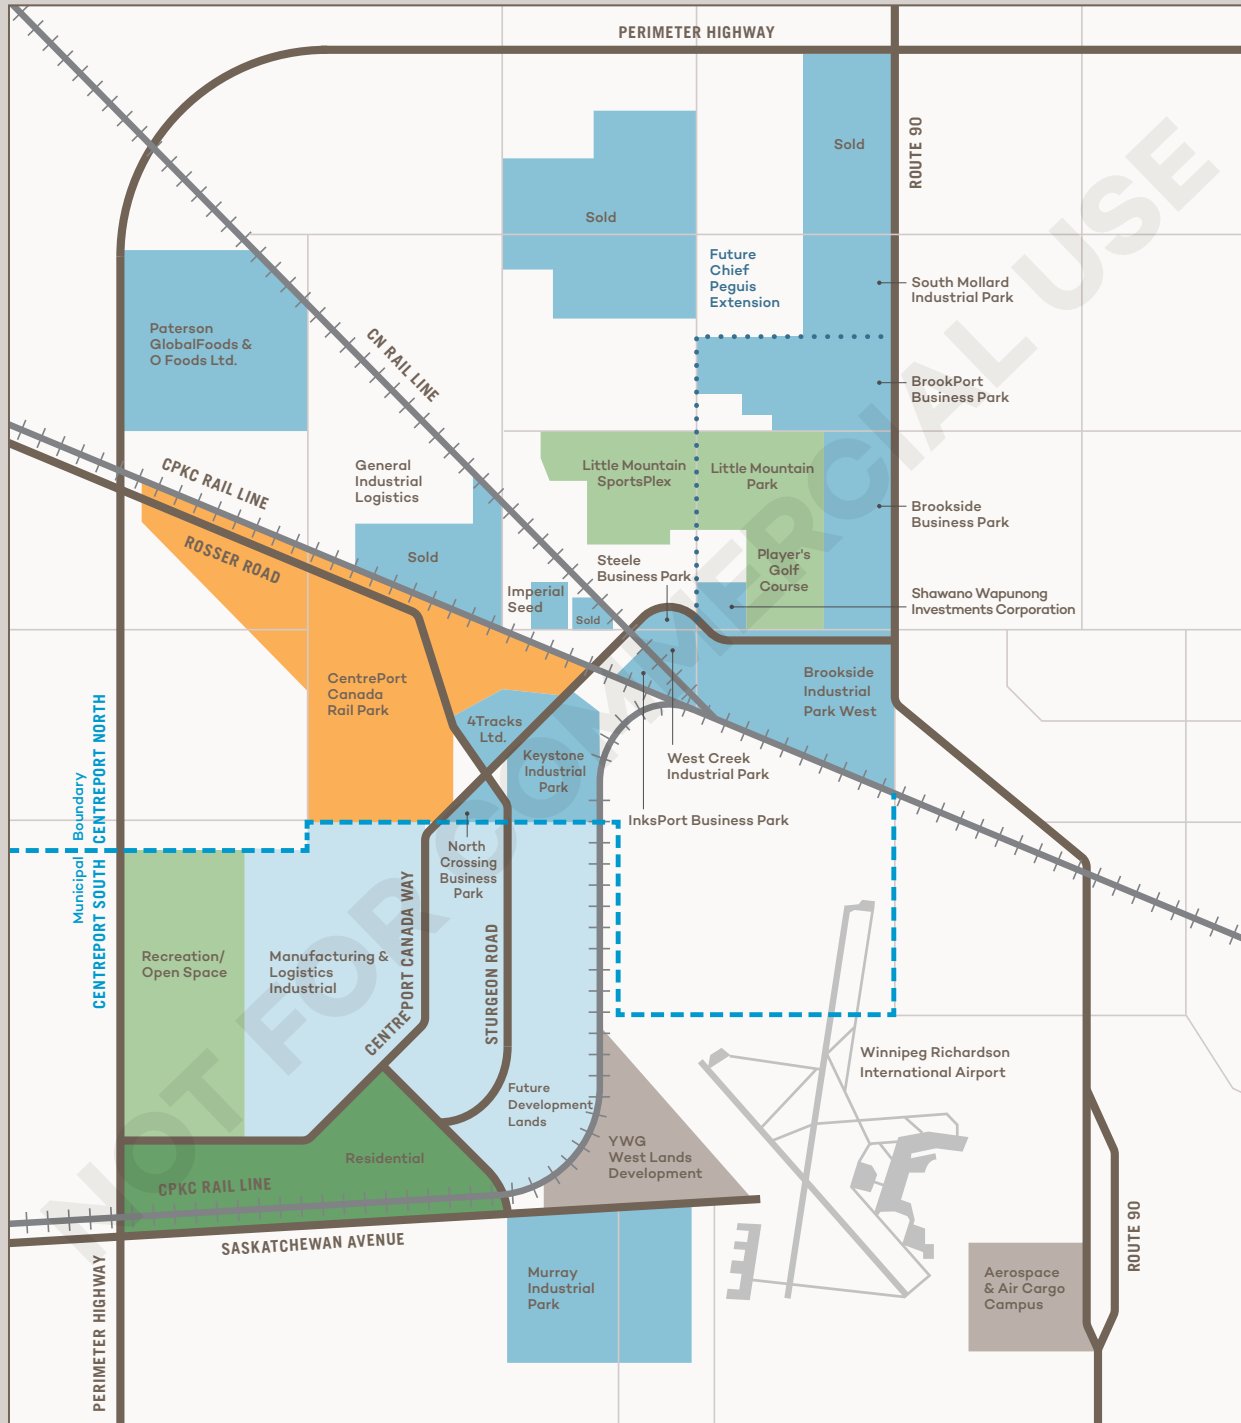 PERIMETER HIGHWAY
ROUTE 90
Sold
Sold
Future
Chief
Peguis
Extension
South Mollard
Industrial Park
Paterson
GlobalFoods &
O Foods Ltd.
CN RAIL LINE
BrookPort
Business Park
CPKC RAIL LINE
General
Industrial
Logistics
Little Mountain
SportsPlex
Little Mountain
Park
Brookside
Business Park
ROSSER ROAD
Sold
Steele
Business Park
Player's
Golf
Course
Imperial
Seed
Sold
Shawano Wapunong
Investments Corporation
CentrePort
Canada
Rail Park
Brookside
Industrial
Park West
4Tracks
Ltd.
Keystone
Industrial
Park
West Creek
Industrial Park
InksPort Business Park
Municipal Boundary
CENTREPORT SOUTH
CENTREPORT NORTH
North
Crossing
Business
Park
CENTREPORT CANADA WAY
STURGEON ROAD
Recreation/
Open Space
Manufacturing &
Logistics
Industrial
Winnipeg Richardson
International Airport
Future
Development
Lands
YWG
West Lands
Development
Residential
CPKC RAIL LINE
SASKATCHEWAN AVENUE
PERIMETER HIGHWAY
Murray
Industrial
Park
Aerospace
& Air Cargo
Campus
ROUTE 90
NOT FOR COMMERCIAL USE